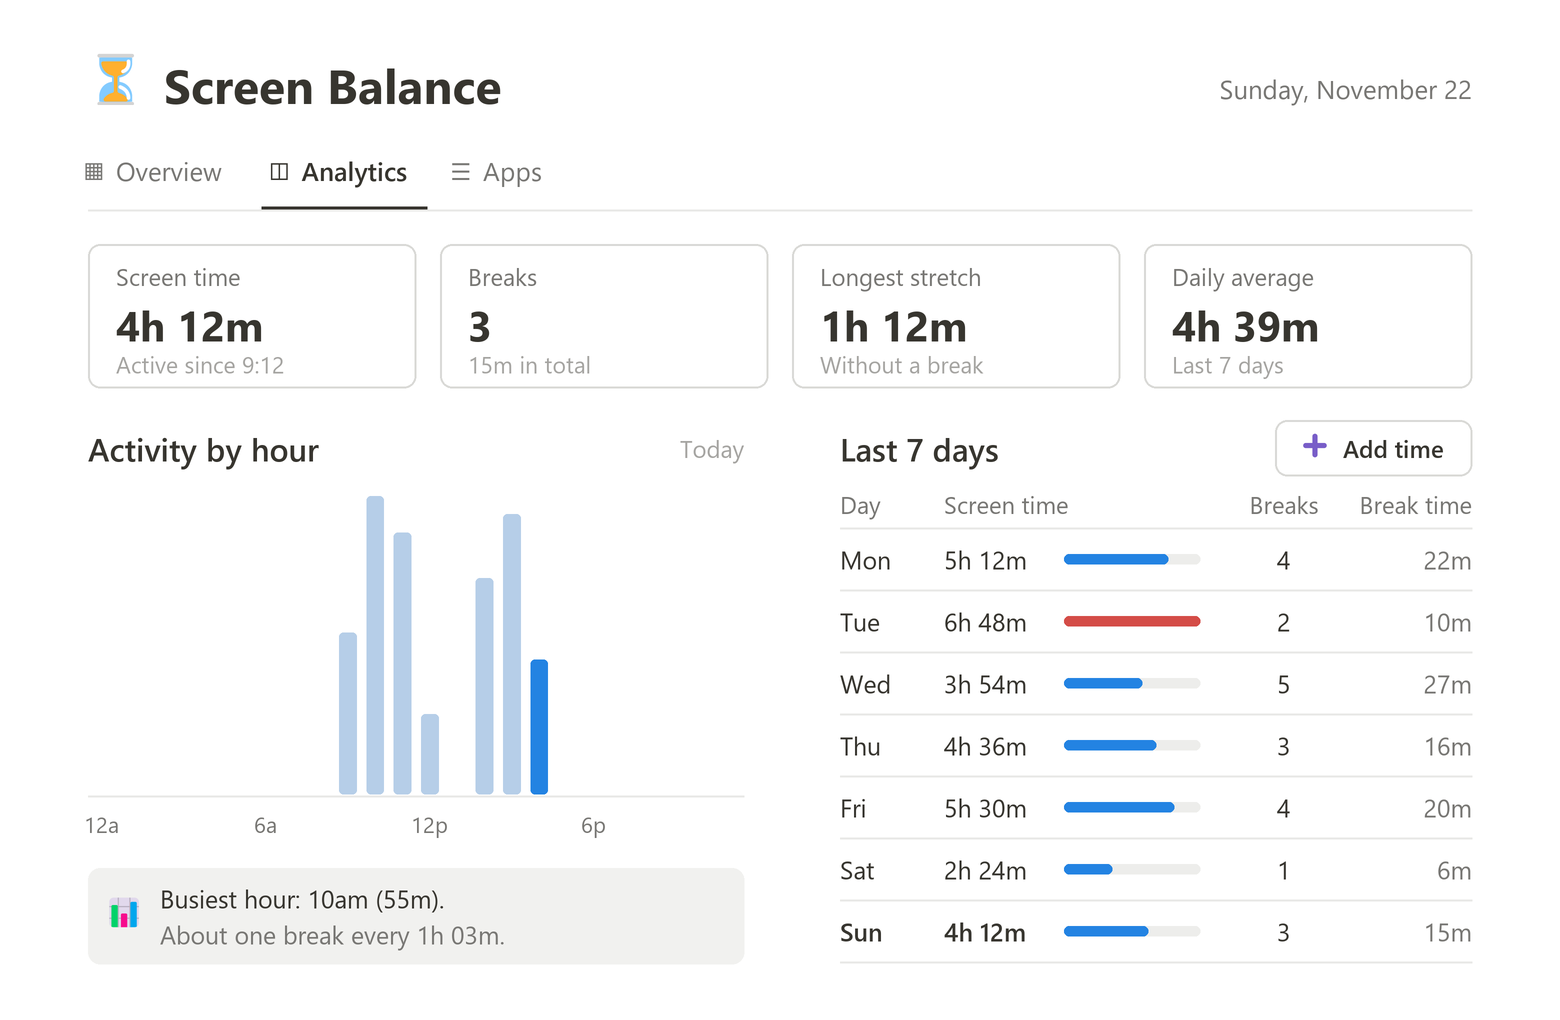 Screen Balance
Sunday, November 22
Overview
Analytics
Apps
Screen time
4h 12m
Active since 9:12
Breaks
3
15m in total
Longest stretch
1h 12m
Without a break
Daily average
4h 39m
Last 7 days
Activity by hour
Today
12a 6a 12p 6p
Busiest hour: 10am (55m).
About one break every 1h 03m.
Last 7 days
Add time
Day Screen time Breaks Break time
Mon 5h 12m 4 22m
Tue 6h 48m 2 10m
Wed 3h 54m 5 27m
Thu 4h 36m 3 16m
Fri 5h 30m 4 20m
Sat 2h 24m 1 6m
Sun 4h 12m 3 15m